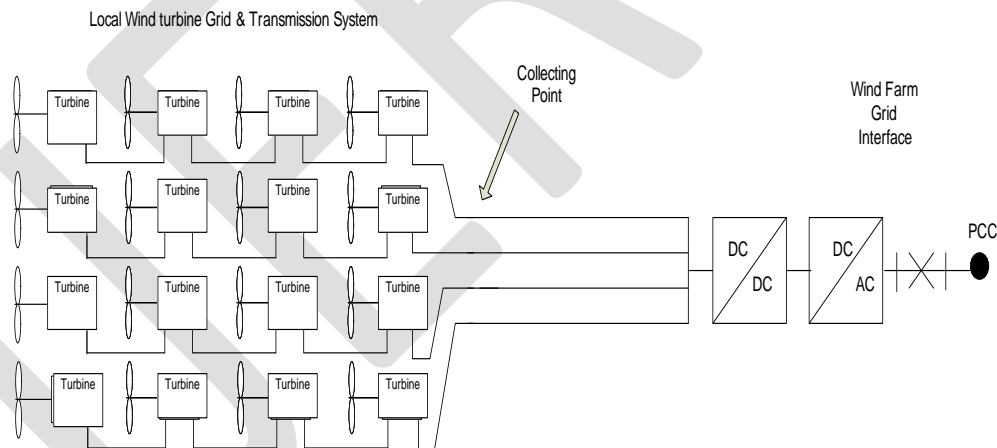 Local Wind turbine Grid & Transmission System
Collecting
Point
Wind Farm
Grid
Interface
Turbine Turbine Turbine Turbine
Turbine Turbine Turbine Turbine
PCC
DC
DC
DC
AC
Turbine Turbine Turbine Turbine
Turbine Turbine Turbine Turbine